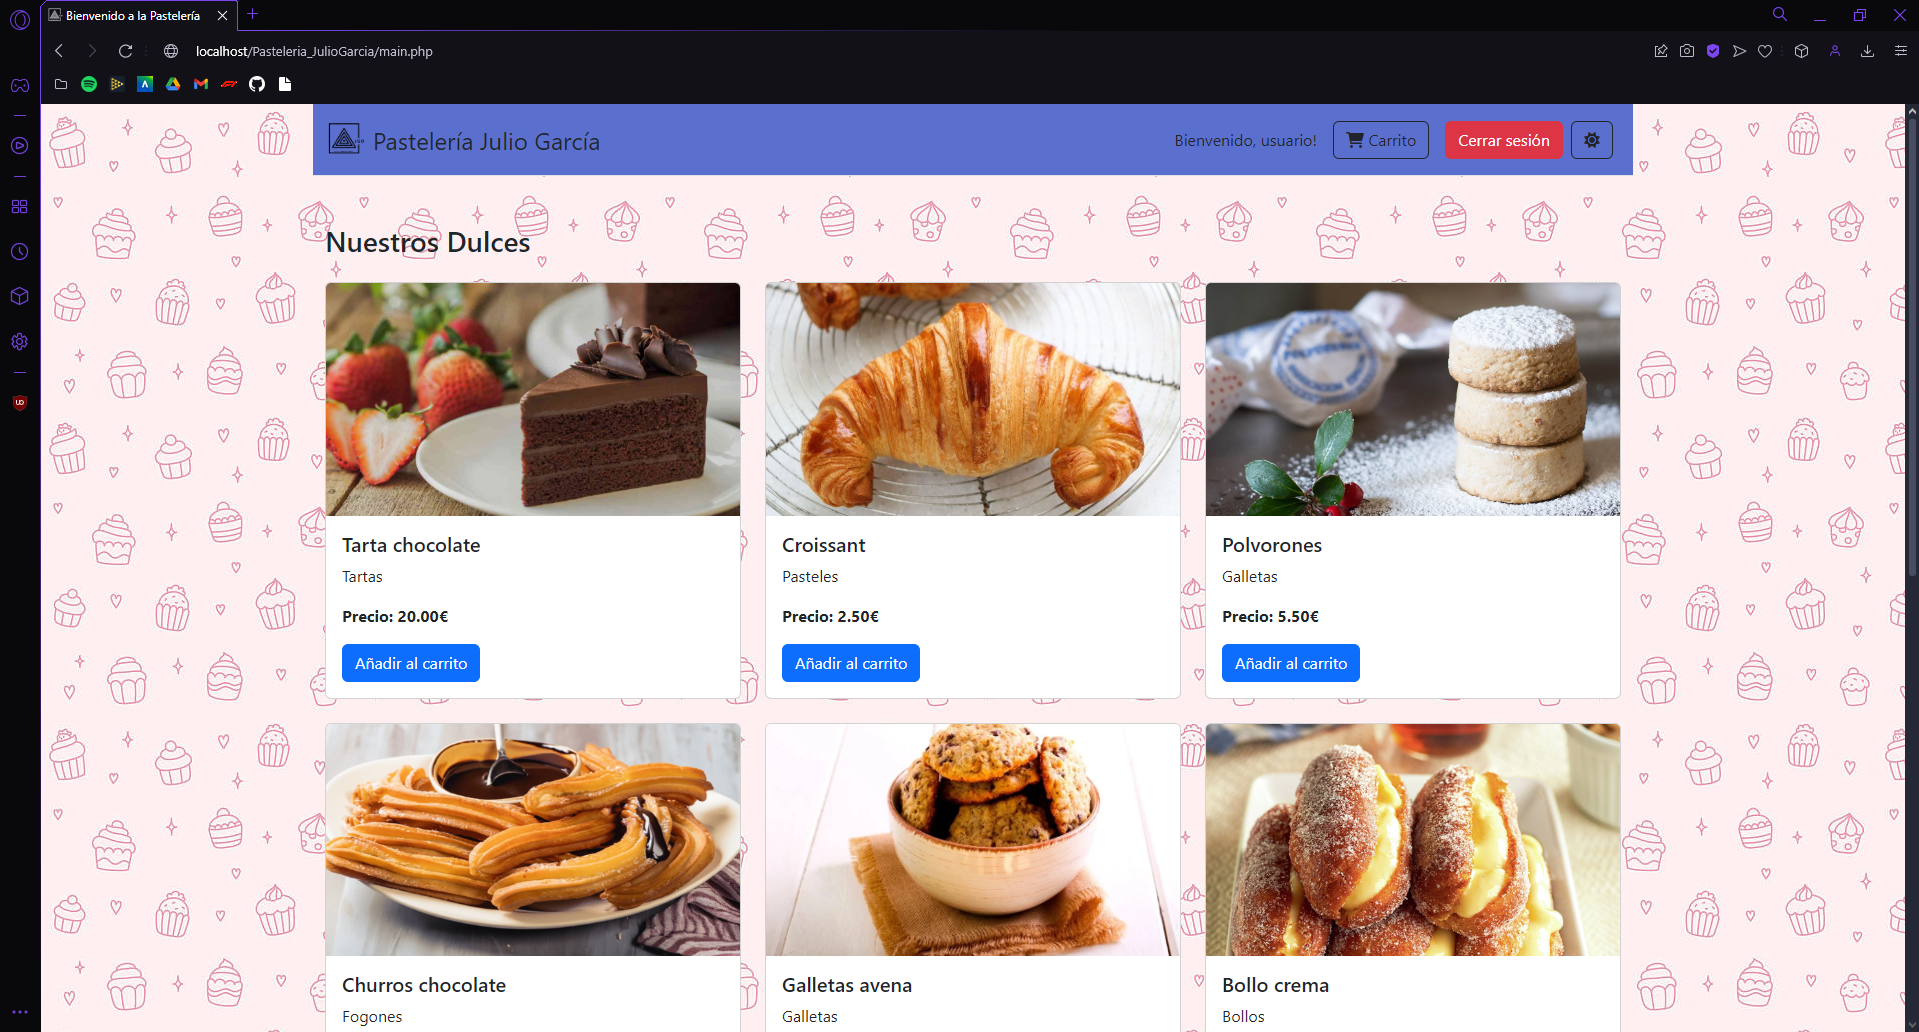 Bienvenido a la Pastelería
localhost/Pasteleria_JulioGarcia/main.php
Pastelería Julio García
Bienvenido, usuario!
Carrito
Cerrar sesión
Nuestros Dulces
Tarta chocolate
Tartas
Precio: 20.00€
Añadir al carrito
Croissant
Pasteles
Precio: 2.50€
Añadir al carrito
POLVORONES
Polvorones
Galletas
Precio: 5.50€
Añadir al carrito
Churros chocolate
Fogones
Galletas avena
Galletas
Bollo crema
Bollos